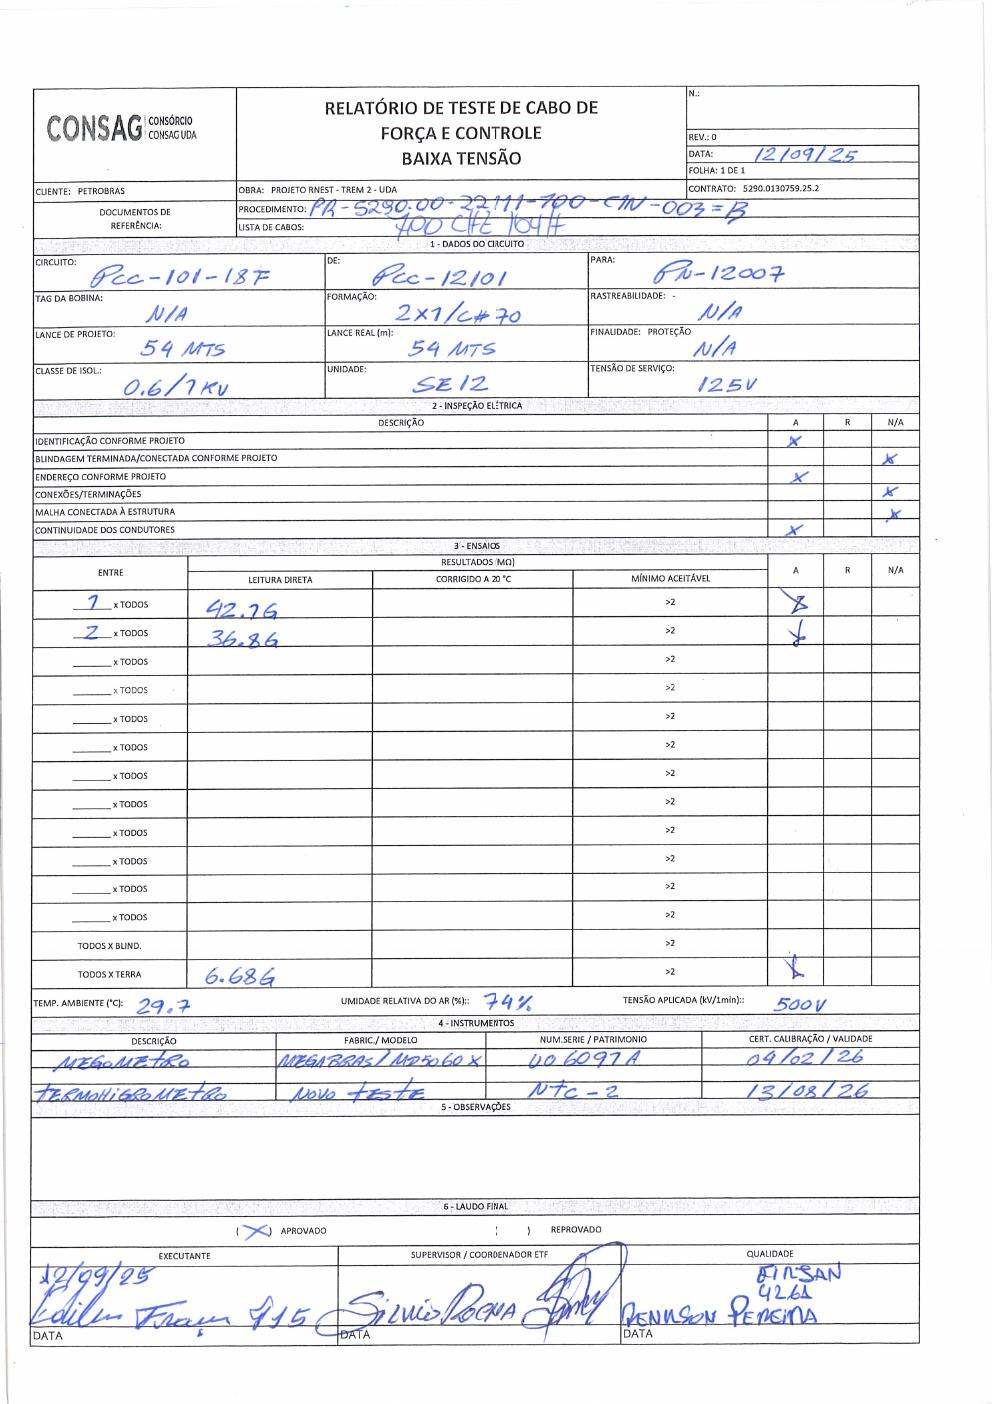 CONSAG CONSÓRCIO CONSAG UDA
RELATÓRIO DE TESTE DE CABO DE
FORÇA E CONTROLE
BAIXA TENSÃO
N.:
REV.: 0
DATA: 12/09/25
FOLHA: 1 DE 1
CLIENTE: PETROBRAS
OBRA: PROJETO RNEST - TREM 2 - UDA
CONTRATO: 5290.0130759.25.2
DOCUMENTOS DE REFERÊNCIA:
PROCEDIMENTO: PR-5290.00-22111-700-CIN-003=B
LISTA DE CABOS:
1 - DADOS DO CIRCUITO
CIRCUITO: PCC-101-18F
DE: PCC-12101
PARA: PN-12007
TAG DA BOBINA: N/A
FORMAÇÃO: 2X1/C#70
RASTREABILIDADE: - N/A
LANCE DE PROJETO: 54 MTS
LANCE REAL (m): 54 MTS
FINALIDADE: PROTEÇÃO N/A
CLASSE DE ISOL.: 0.6/1KV
UNIDADE: SE12
TENSÃO DE SERVIÇO: 125V
2 - INSPEÇÃO ELÉTRICA
DESCRIÇÃO A R N/A
IDENTIFICAÇÃO CONFORME PROJETO X
BLINDAGEM TERMINADA/CONECTADA CONFORME PROJETO X
ENDEREÇO CONFORME PROJETO X
CONEXÕES/TERMINAÇÕES X
MALHA CONECTADA À ESTRUTURA X
CONTINUIDADE DOS CONDUTORES X
3 - ENSAIOS
ENTRE RESULTADOS (MΩ) A R N/A
LEITURA DIRETA CORRIGIDO A 20 °C MÍNIMO ACEITÁVEL
1 x TODOS 42.7G >2 X
2 x TODOS 36.8G >2 X
x TODOS >2
x TODOS >2
x TODOS >2
x TODOS >2
x TODOS >2
x TODOS >2
x TODOS >2
x TODOS >2
x TODOS >2
x TODOS >2
TODOS X BLIND. >2
TODOS X TERRA 6.68G >2 X
TEMP. AMBIENTE (°C): 29.7 UMIDADE RELATIVA DO AR (%):: 74% TENSÃO APLICADA (kV/1min):: 500V
4 - INSTRUMENTOS
DESCRIÇÃO FABRIC./ MODELO NUM.SERIE / PATRIMONIO CERT. CALIBRAÇÃO / VALIDADE
MEGOMETRO MEGABRAS/MD5060X UO6097A 04/02/26
TERMOHIGROMETRO NOVO TESTE NTC-2 13/08/26
5 - OBSERVAÇÕES
6 - LAUDO FINAL
(X) APROVADO ( ) REPROVADO
EXECUTANTE SUPERVISOR / COORDENADOR ETF QUALIDADE
12/09/25
SILVIO ROCHA
4261
DENILSON PEREIRA
DATA DATA DATA